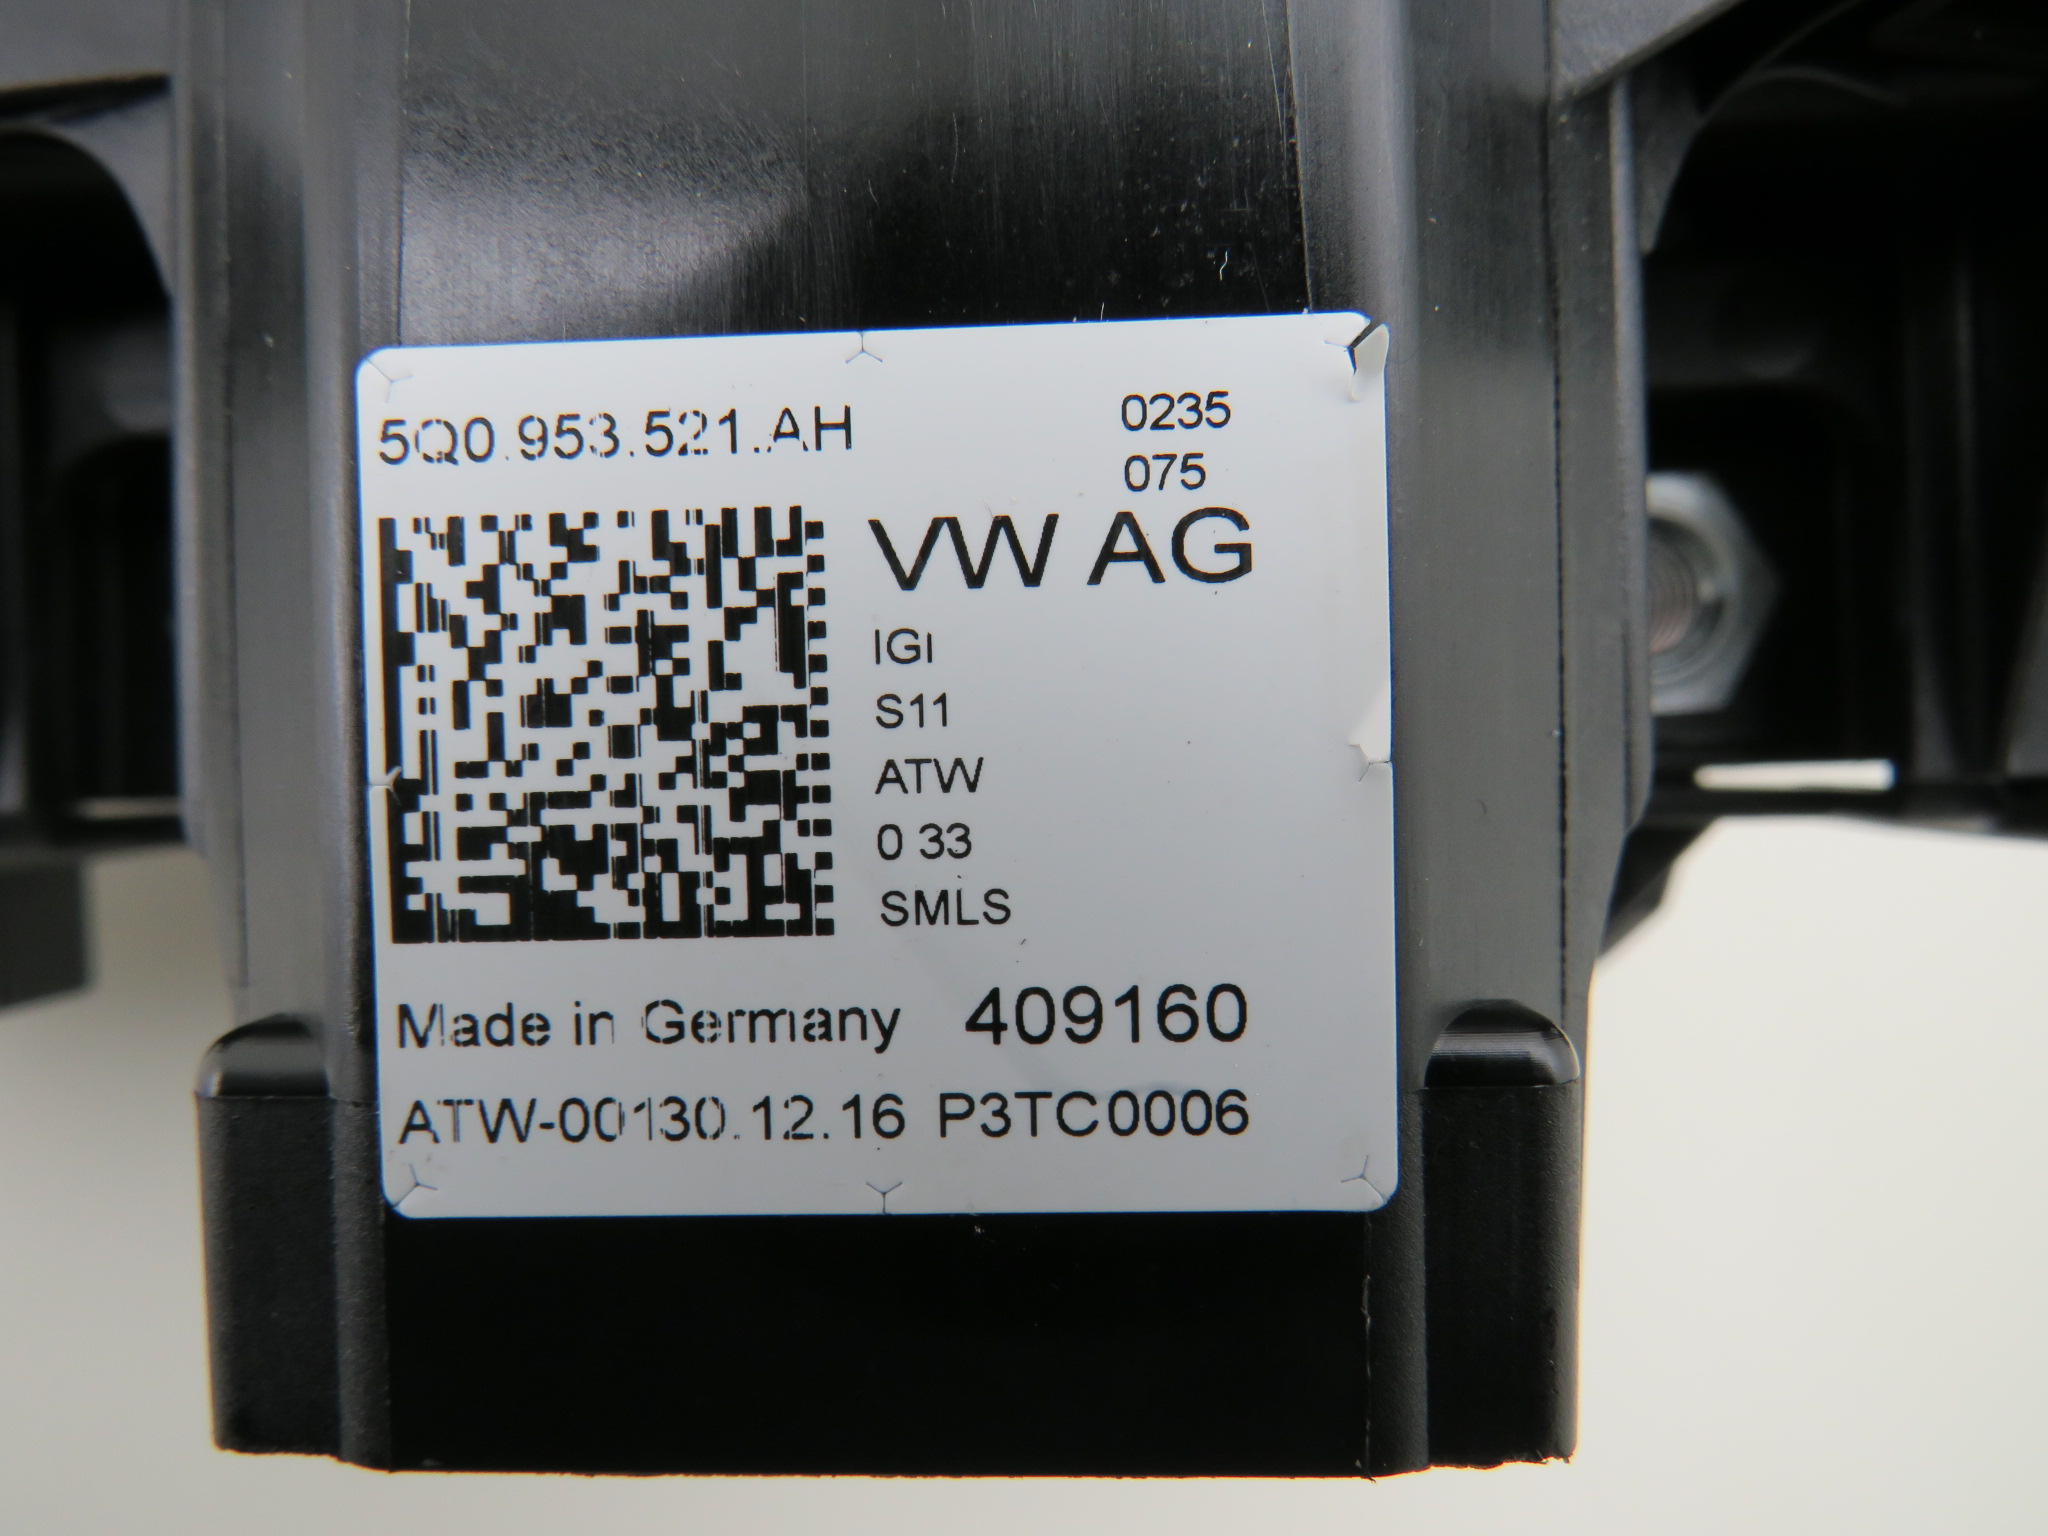 5Q0.953.521.AH
0235
075
VW AG
IGI
S11
ATW
0 33
SMLS
Made in Germany 409160
ATW-00130.12.16 P3TC0006